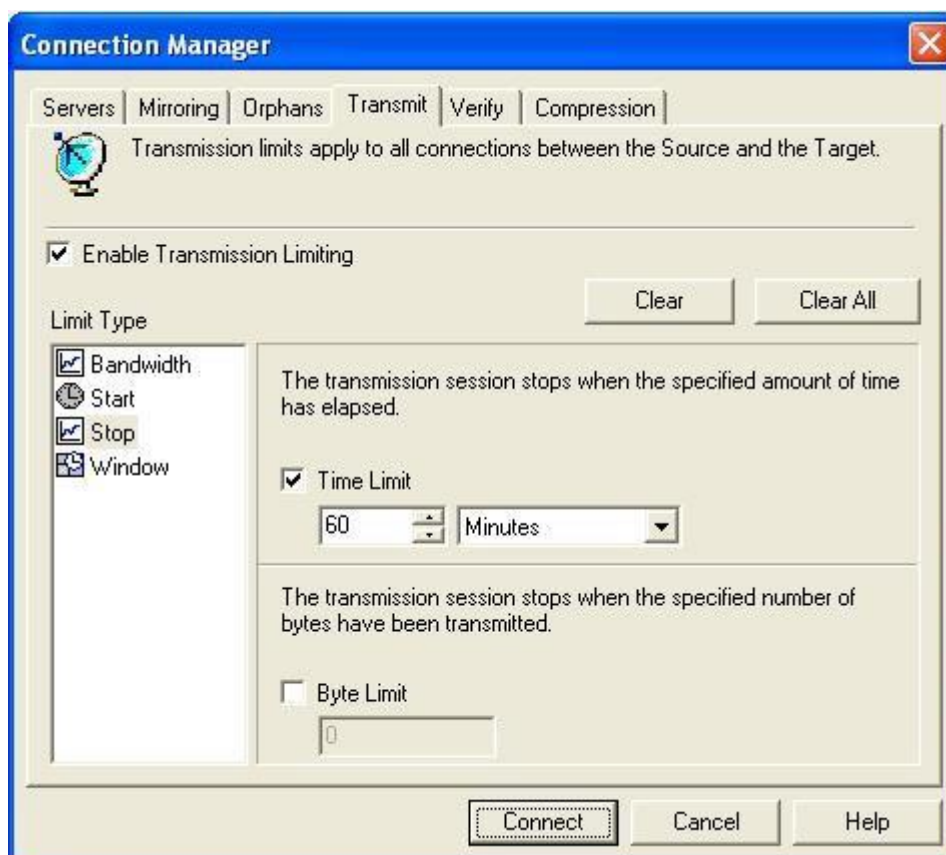 Connection Manager
Servers Mirroring Orphans Transmit Verify Compression
Transmission limits apply to all connections between the Source and the Target.
Enable Transmission Limiting
Clear Clear All
Limit Type
Bandwidth
Start
Stop
Window
The transmission session stops when the specified amount of time
has elapsed.
Time Limit
60 Minutes
The transmission session stops when the specified number of
bytes have been transmitted.
Byte Limit
0
Connect Cancel Help